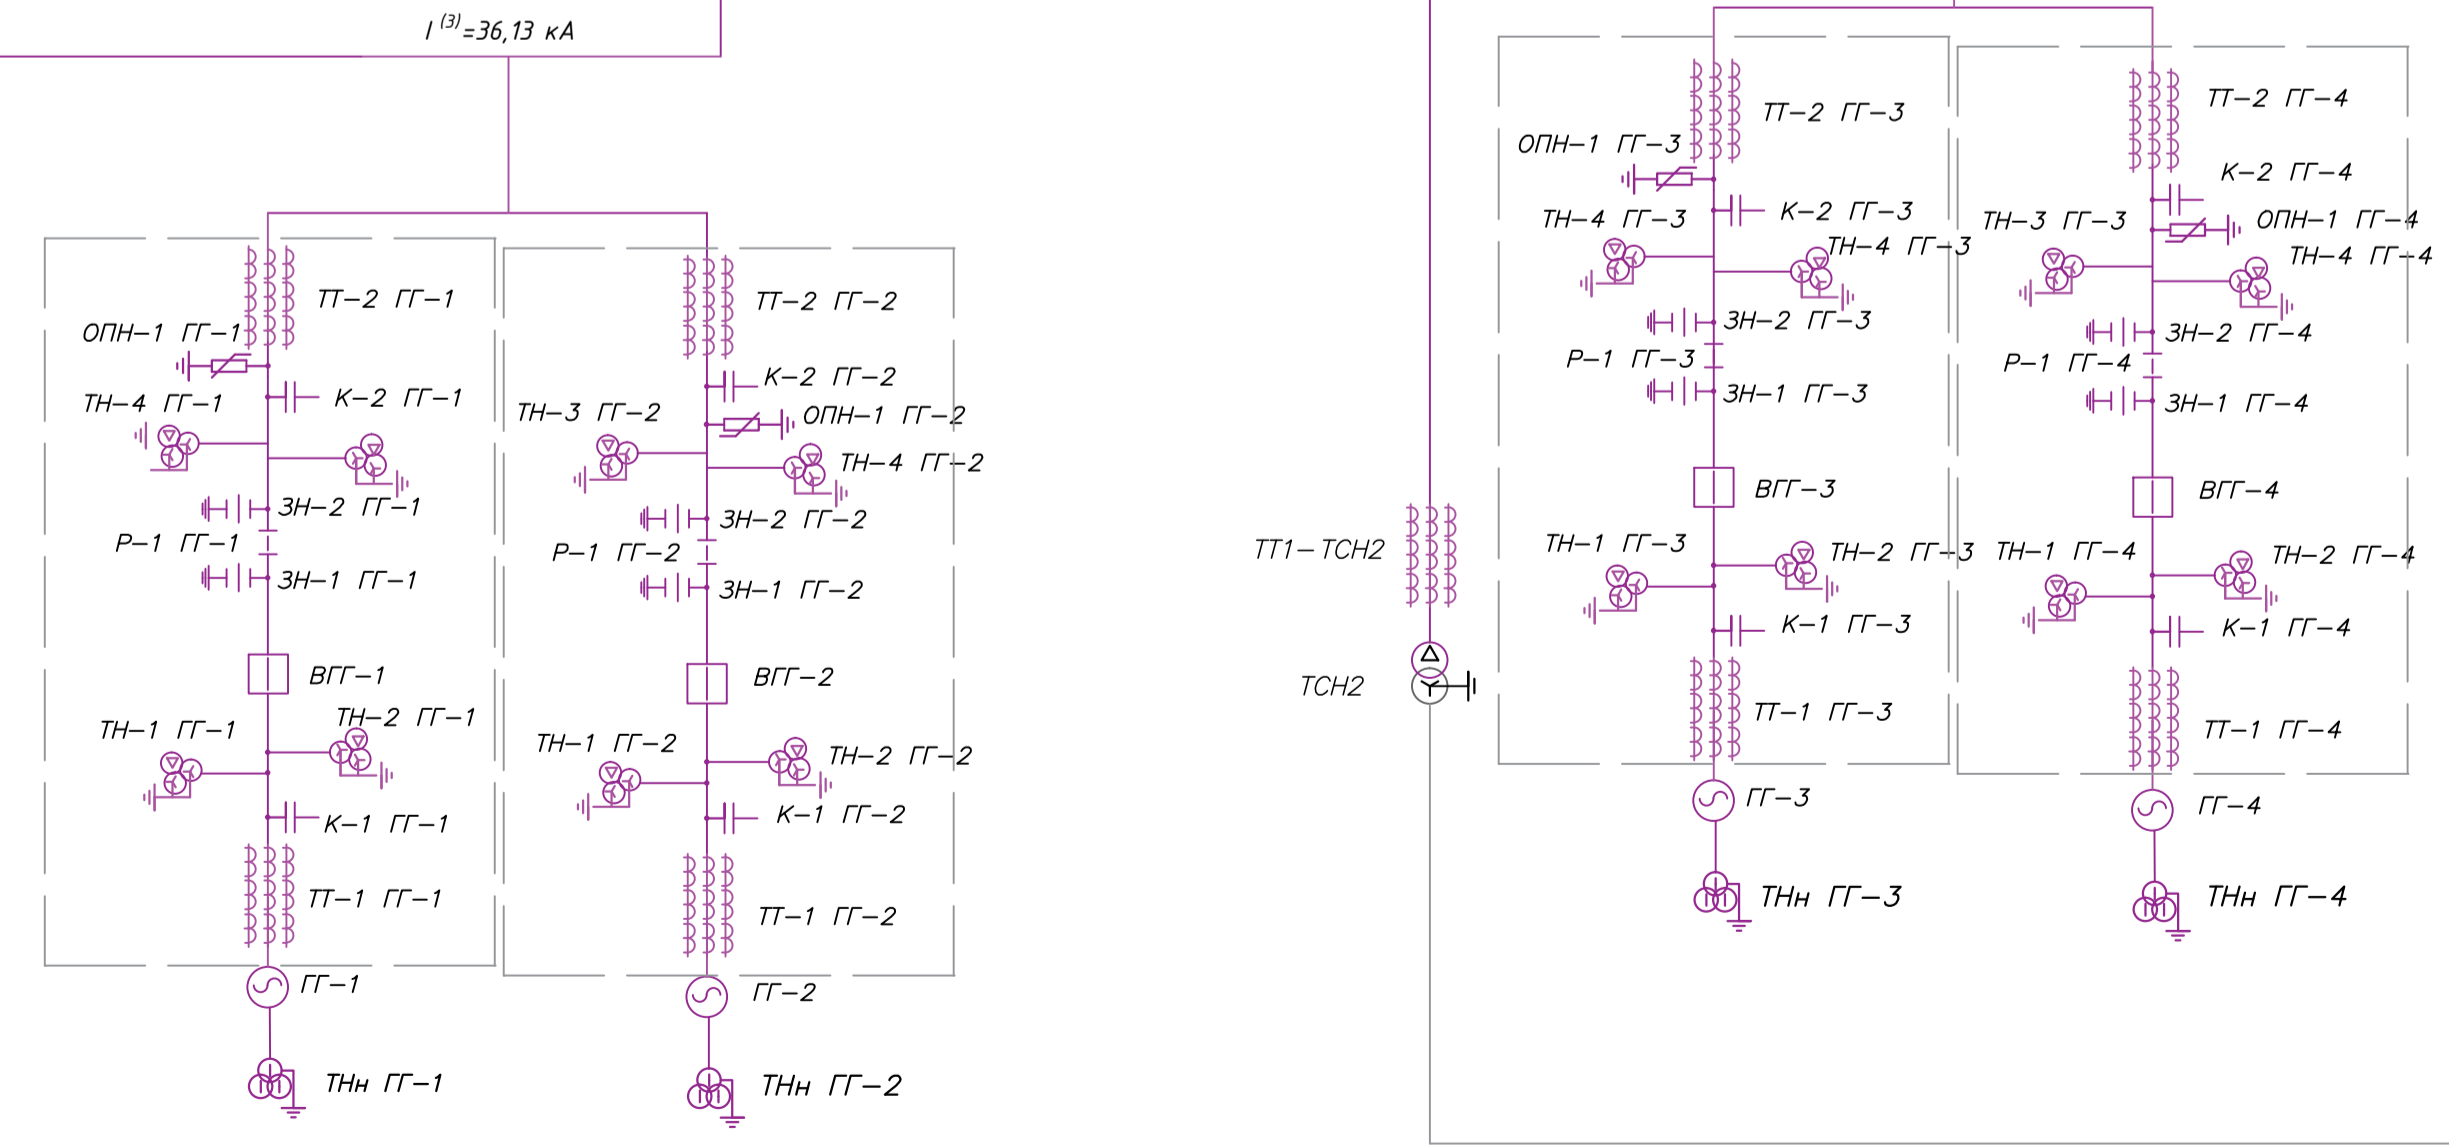 I (3) =36,13 кА
ТТ-2 ГГ-1
ОПН-1 ГГ-1
К-2 ГГ-1
ТН-4 ГГ-1
ЗН-2 ГГ-1
Р-1 ГГ-1
ЗН-1 ГГ-1
ВГГ-1
ТН-2 ГГ-1
ТН-1 ГГ-1
К-1 ГГ-1
ТТ-1 ГГ-1
ГГ-1
ТНн ГГ-1
ТТ-2 ГГ-2
К-2 ГГ-2
ТН-3 ГГ-2
ОПН-1 ГГ-2
ТН-4 ГГ-2
ЗН-2 ГГ-2
Р-1 ГГ-2
ЗН-1 ГГ-2
ВГГ-2
ТН-1 ГГ-2
ТН-2 ГГ-2
К-1 ГГ-2
ТТ-1 ГГ-2
ГГ-2
ТНн ГГ-2
ТТ1-ТСН2
ТСН2
ТТ-2 ГГ-3
ОПН-1 ГГ-3
К-2 ГГ-3
ТН-4 ГГ-3
ТН-4 ГГ-3
ЗН-2 ГГ-3
Р-1 ГГ-3
ЗН-1 ГГ-3
ВГГ-3
ТН-1 ГГ-3
ТН-2 ГГ-3
К-1 ГГ-3
ТТ-1 ГГ-3
ГГ-3
ТНн ГГ-3
ТТ-2 ГГ-4
К-2 ГГ-4
ТН-3 ГГ-3
ОПН-1 ГГ-4
ТН-4 ГГ-4
ЗН-2 ГГ-4
Р-1 ГГ-4
ЗН-1 ГГ-4
ВГГ-4
ТН-1 ГГ-4
ТН-2 ГГ-4
К-1 ГГ-4
ТТ-1 ГГ-4
ГГ-4
ТНн ГГ-4